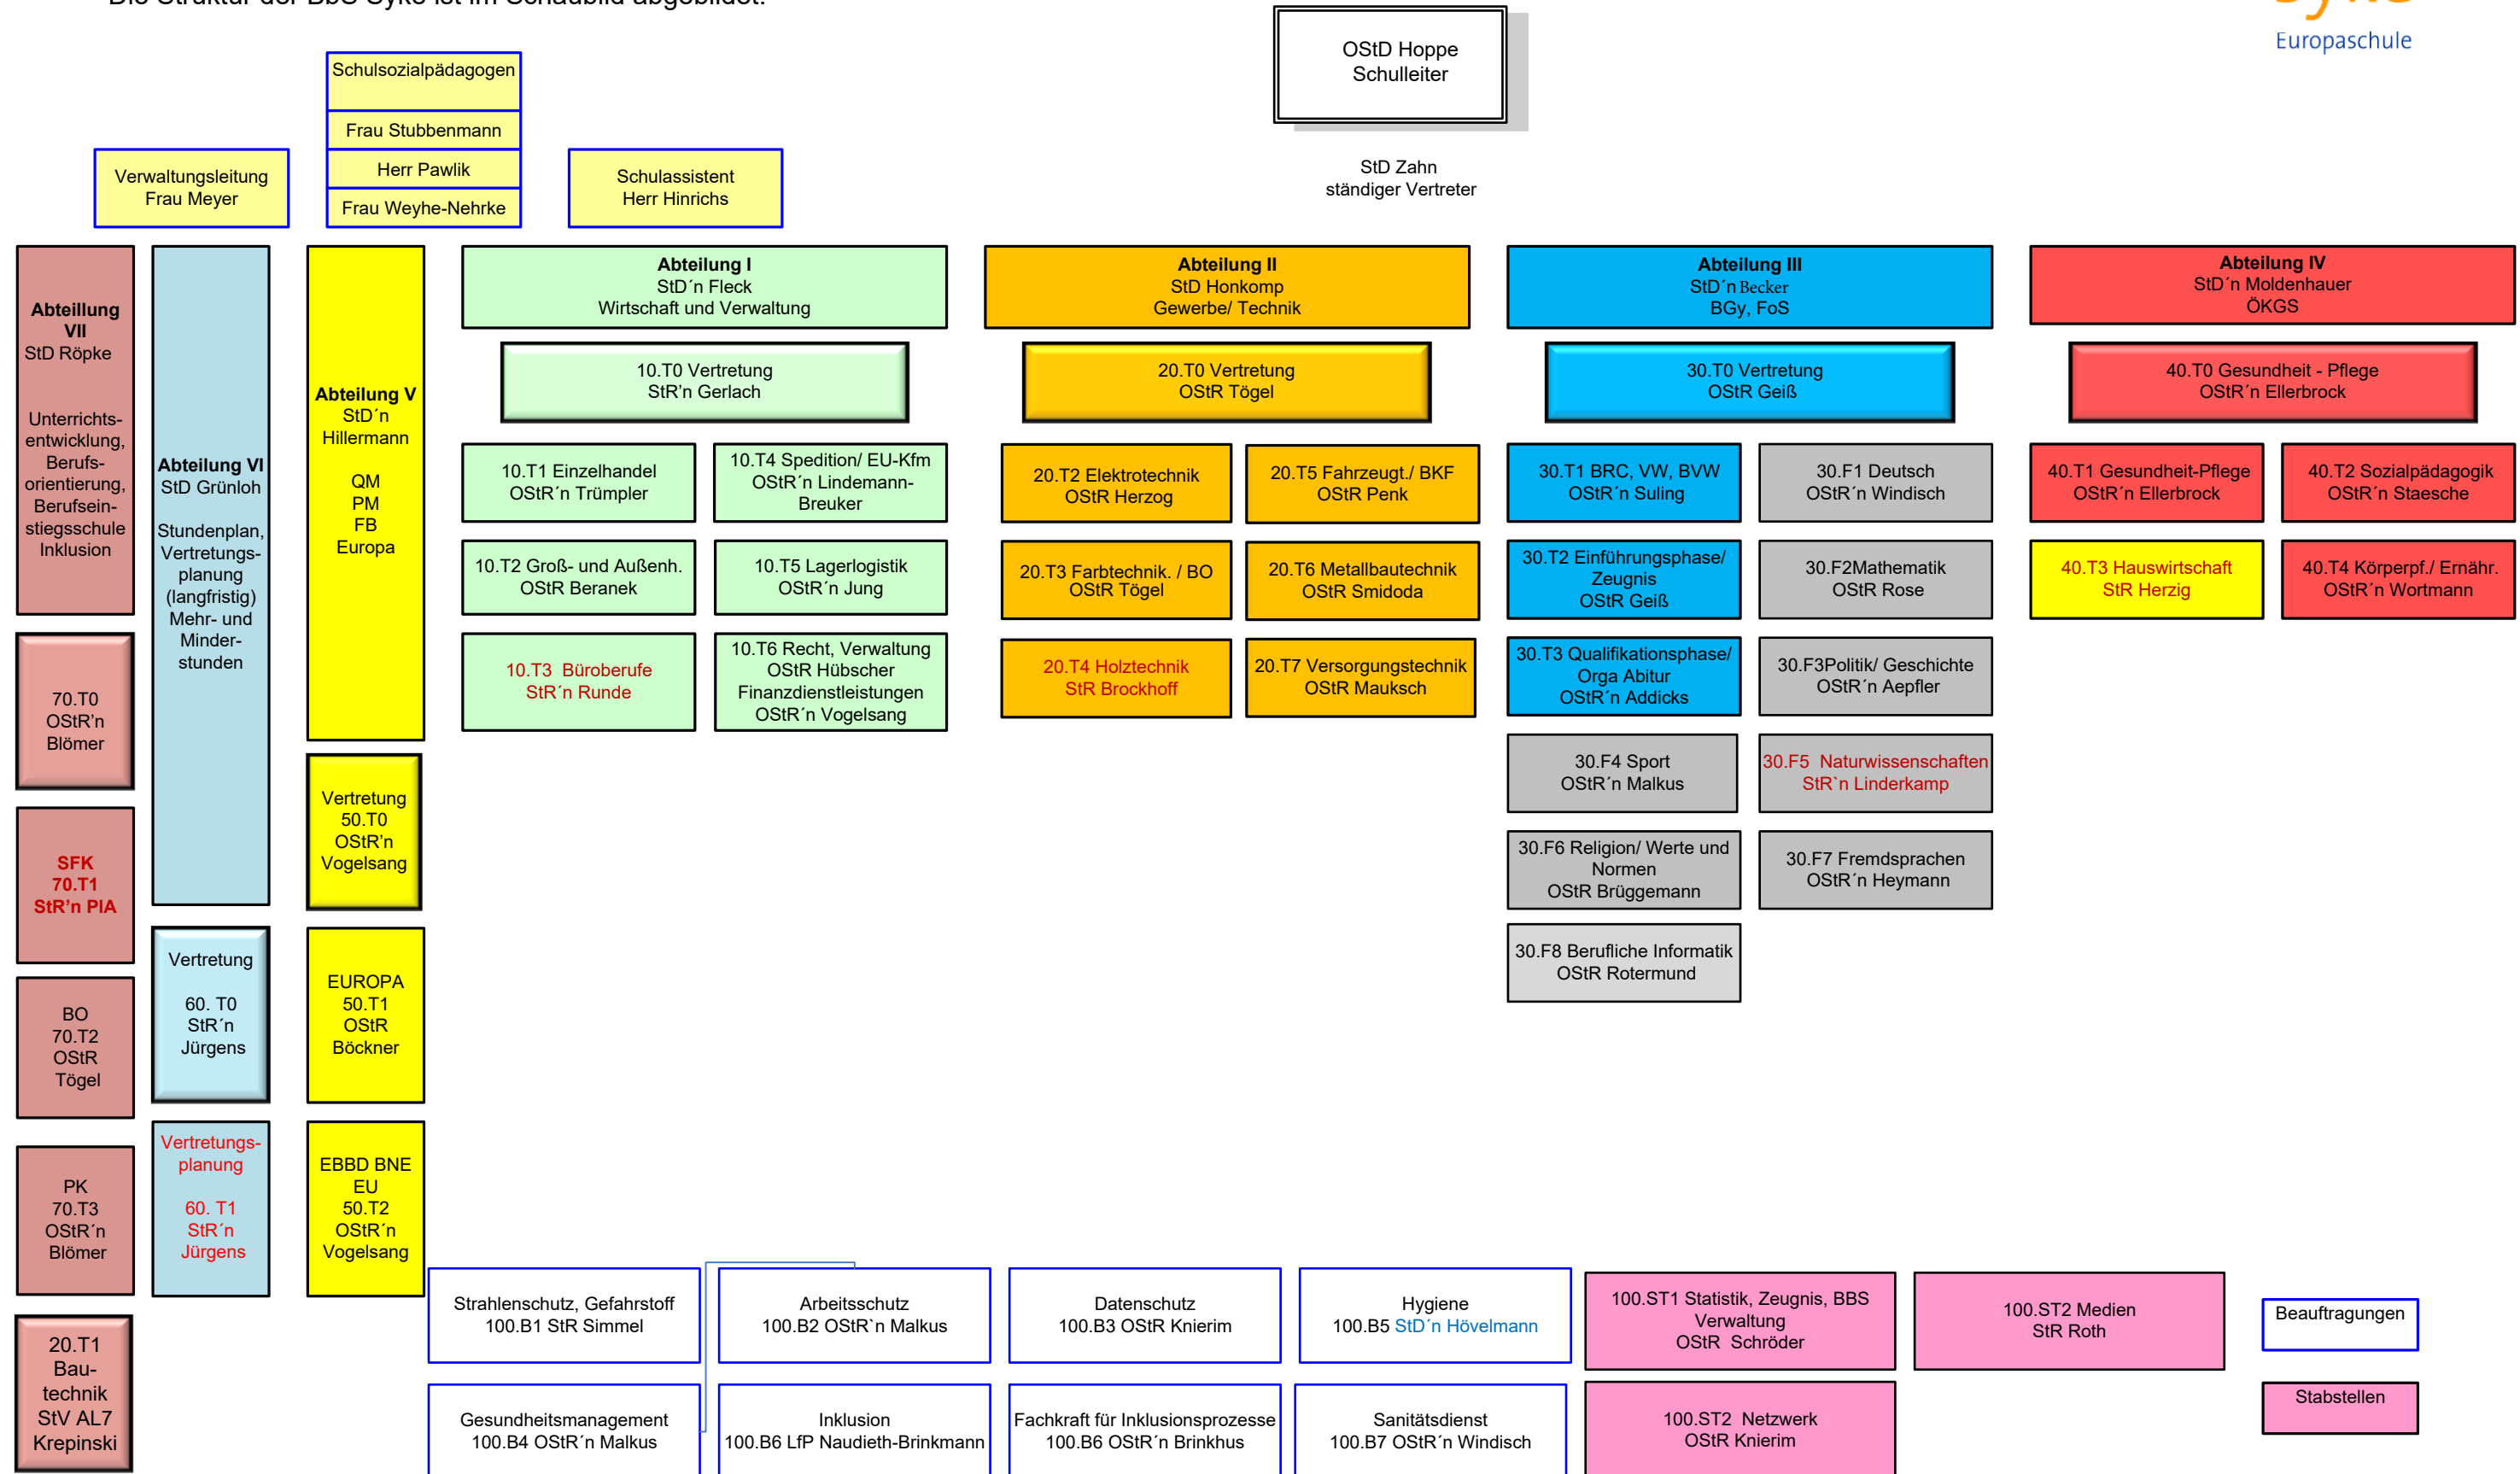 Die Struktur der BbS Syke ist im Schaubild abgebildet.
Syke
Europaschule
OStD Hoppe
Schulleiter
StD Zahn
ständiger Vertreter
Schulsozialpädagogen
Frau Stubbenmann
Herr Pawlik
Frau Weyhe-Nehrke
Verwaltungsleitung
Frau Meyer
Schulassistent
Herr Hinrichs
Abteillung
VII
StD Röpke
Unterrichts-
entwicklung,
Berufs-
orientierung,
Berufsein-
stiegsschule
Inklusion
70.T0
OStR’n
Blömer
SFK
70.T1
StR’n PIA
BO
70.T2
OStR
Tögel
PK
70.T3
OStR´n
Blömer
20.T1
Bau-
technik
StV AL7
Krepinski
Abteilung VI
StD Grünloh
Stundenplan,
Vertretungs-
planung
(langfristig)
Mehr- und
Minder-
stunden
Vertretung
60. T0
StR´n
Jürgens
Vertretungs-
planung
60. T1
StR´n
Jürgens
Abteilung V
StD´n
Hillermann
QM
PM
FB
Europa
Vertretung
50.T0
OStR’n
Vogelsang
EUROPA
50.T1
OStR
Böckner
EBBD BNE
EU
50.T2
OStR´n
Vogelsang
Abteilung I
StD´n Fleck
Wirtschaft und Verwaltung
10.T0 Vertretung
StR’n Gerlach
10.T1 Einzelhandel
OStR´n Trümpler
10.T4 Spedition/ EU-Kfm
OStR´n Lindemann-
Breuker
10.T2 Groß- und Außenh.
OStR Beranek
10.T5 Lagerlogistik
OStR´n Jung
10.T3  Büroberufe
StR´n Runde
10.T6 Recht, Verwaltung
OStR Hübscher
Finanzdienstleistungen
OStR´n Vogelsang
Abteilung II
StD Honkomp
Gewerbe/ Technik
20.T0 Vertretung
OStR Tögel
20.T2 Elektrotechnik
OStR Herzog
20.T5 Fahrzeugt./ BKF
OStR Penk
20.T3 Farbtechnik. / BO
OStR Tögel
20.T6 Metallbautechnik
OStR Smidoda
20.T4 Holztechnik
StR Brockhoff
20.T7 Versorgungstechnik
OStR Mauksch
Abteilung III
StD´n Becker
BGy, FoS
30.T0 Vertretung
OStR Geiß
30.T1 BRC, VW, BVW
OStR´n Suling
30.F1 Deutsch
OStR´n Windisch
30.T2 Einführungsphase/
Zeugnis
OStR Geiß
30.F2Mathematik
OStR Rose
30.T3 Qualifikationsphase/
Orga Abitur
OStR´n Addicks
30.F3Politik/ Geschichte
OStR´n Aepfler
30.F4 Sport
OStR´n Malkus
30.F5  Naturwissenschaften
StR`n Linderkamp
30.F6 Religion/ Werte und
Normen
OStR Brüggemann
30.F7 Fremdsprachen
OStR´n Heymann
30.F8 Berufliche Informatik
OStR Rotermund
Abteilung IV
StD´n Moldenhauer
ÖKGS
40.T0 Gesundheit - Pflege
OStR´n Ellerbrock
40.T1 Gesundheit-Pflege
OStR´n Ellerbrock
40.T2 Sozialpädagogik
OStR´n Staesche
40.T3 Hauswirtschaft
StR Herzig
40.T4 Körperpf./ Ernähr.
OStR´n Wortmann
Strahlenschutz, Gefahrstoff
100.B1 StR Simmel
Arbeitsschutz
100.B2 OStR`n Malkus
Datenschutz
100.B3 OStR Knierim
Hygiene
100.B5 StD´n Hövelmann
100.ST1 Statistik, Zeugnis, BBS
Verwaltung
OStR  Schröder
100.ST2 Medien
StR Roth
Beauftragungen
Gesundheitsmanagement
100.B4 OStR´n Malkus
Inklusion
100.B6 LfP Naudieth-Brinkmann
Fachkraft für Inklusionsprozesse
100.B6 OStR´n Brinkhus
Sanitätsdienst
100.B7 OStR´n Windisch
100.ST2  Netzwerk
OStR Knierim
Stabstellen